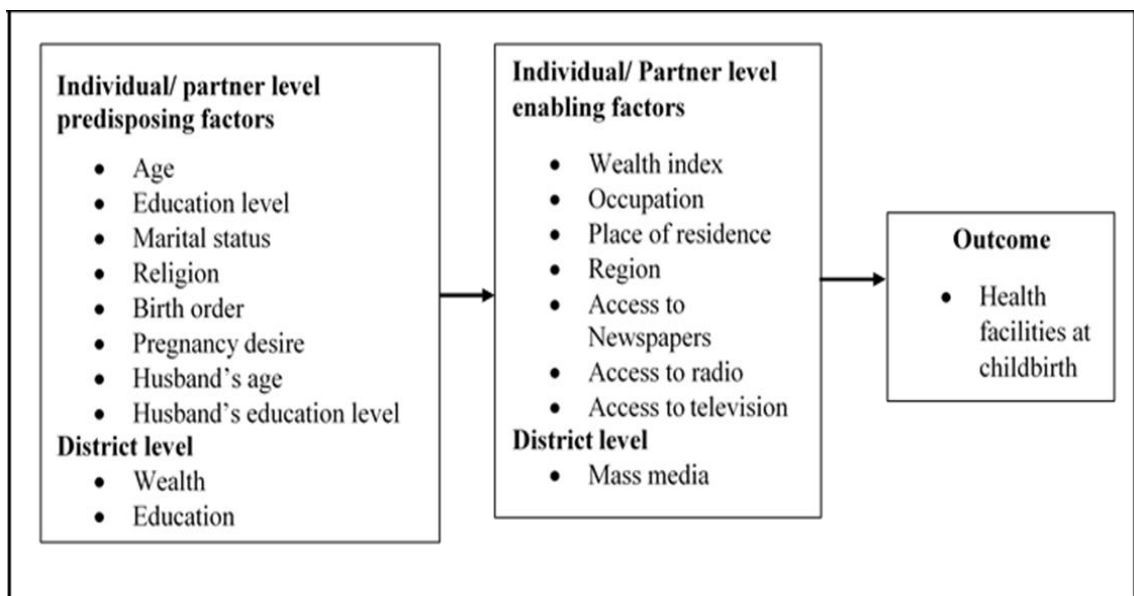 Individual/ partner level
predisposing factors
• Age
• Education level
• Marital status
• Religion
• Birth order
• Pregnancy desire
• Husband’s age
• Husband’s education level
District level
• Wealth
• Education
Individual/ Partner level
enabling factors
• Wealth index
• Occupation
• Place of residence
• Region
• Access to
Newspapers
• Access to radio
• Access to television
District level
• Mass media
Outcome
• Health
facilities at
childbirth